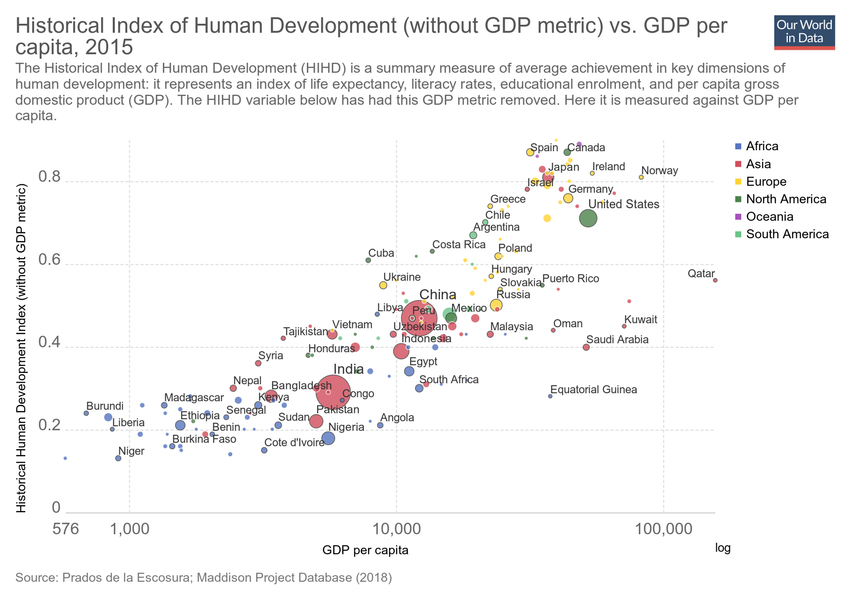 Historical Index of Human Development (without GDP metric) vs. GDP per
capita, 2015
Our World
in Data
The Historical Index of Human Development (HIHD) is a summary measure of average achievement in key dimensions of
human development: it represents an index of life expectancy, literacy rates, educational enrolment, and per capita gross
domestic product (GDP). The HIHD variable below has had this GDP metric removed. Here it is measured against GDP per
capita.
Historical Human Development Index (without GDP metric)
0.8
0.6
0.4
0.2
0
Spain
Canada
Japan
Ireland
Norway
Israel
Germany
Greece
United States
Chile
Argentina
Costa Rica
Cuba
Poland
Hungary
Qatar
Ukraine
Slovakia
Puerto Rico
China
Russia
Libya
Peru
Mexico
Vietnam
Uzbekistan
Malaysia
Oman
Kuwait
Tajikistan
Indonesia
Saudi Arabia
Honduras
Syria
Egypt
India
Nepal
Bangladesh
South Africa
Congo
Equatorial Guinea
Madagascar
Kenya
Burundi
Senegal
Pakistan
Ethiopia
Sudan
Angola
Liberia
Benin
Nigeria
Burkina Faso
Cote d'Ivoire
Niger
576
1,000
10,000
100,000
GDP per capita
log
Africa
Asia
Europe
North America
Oceania
South America
Source: Prados de la Escosura; Maddison Project Database (2018)